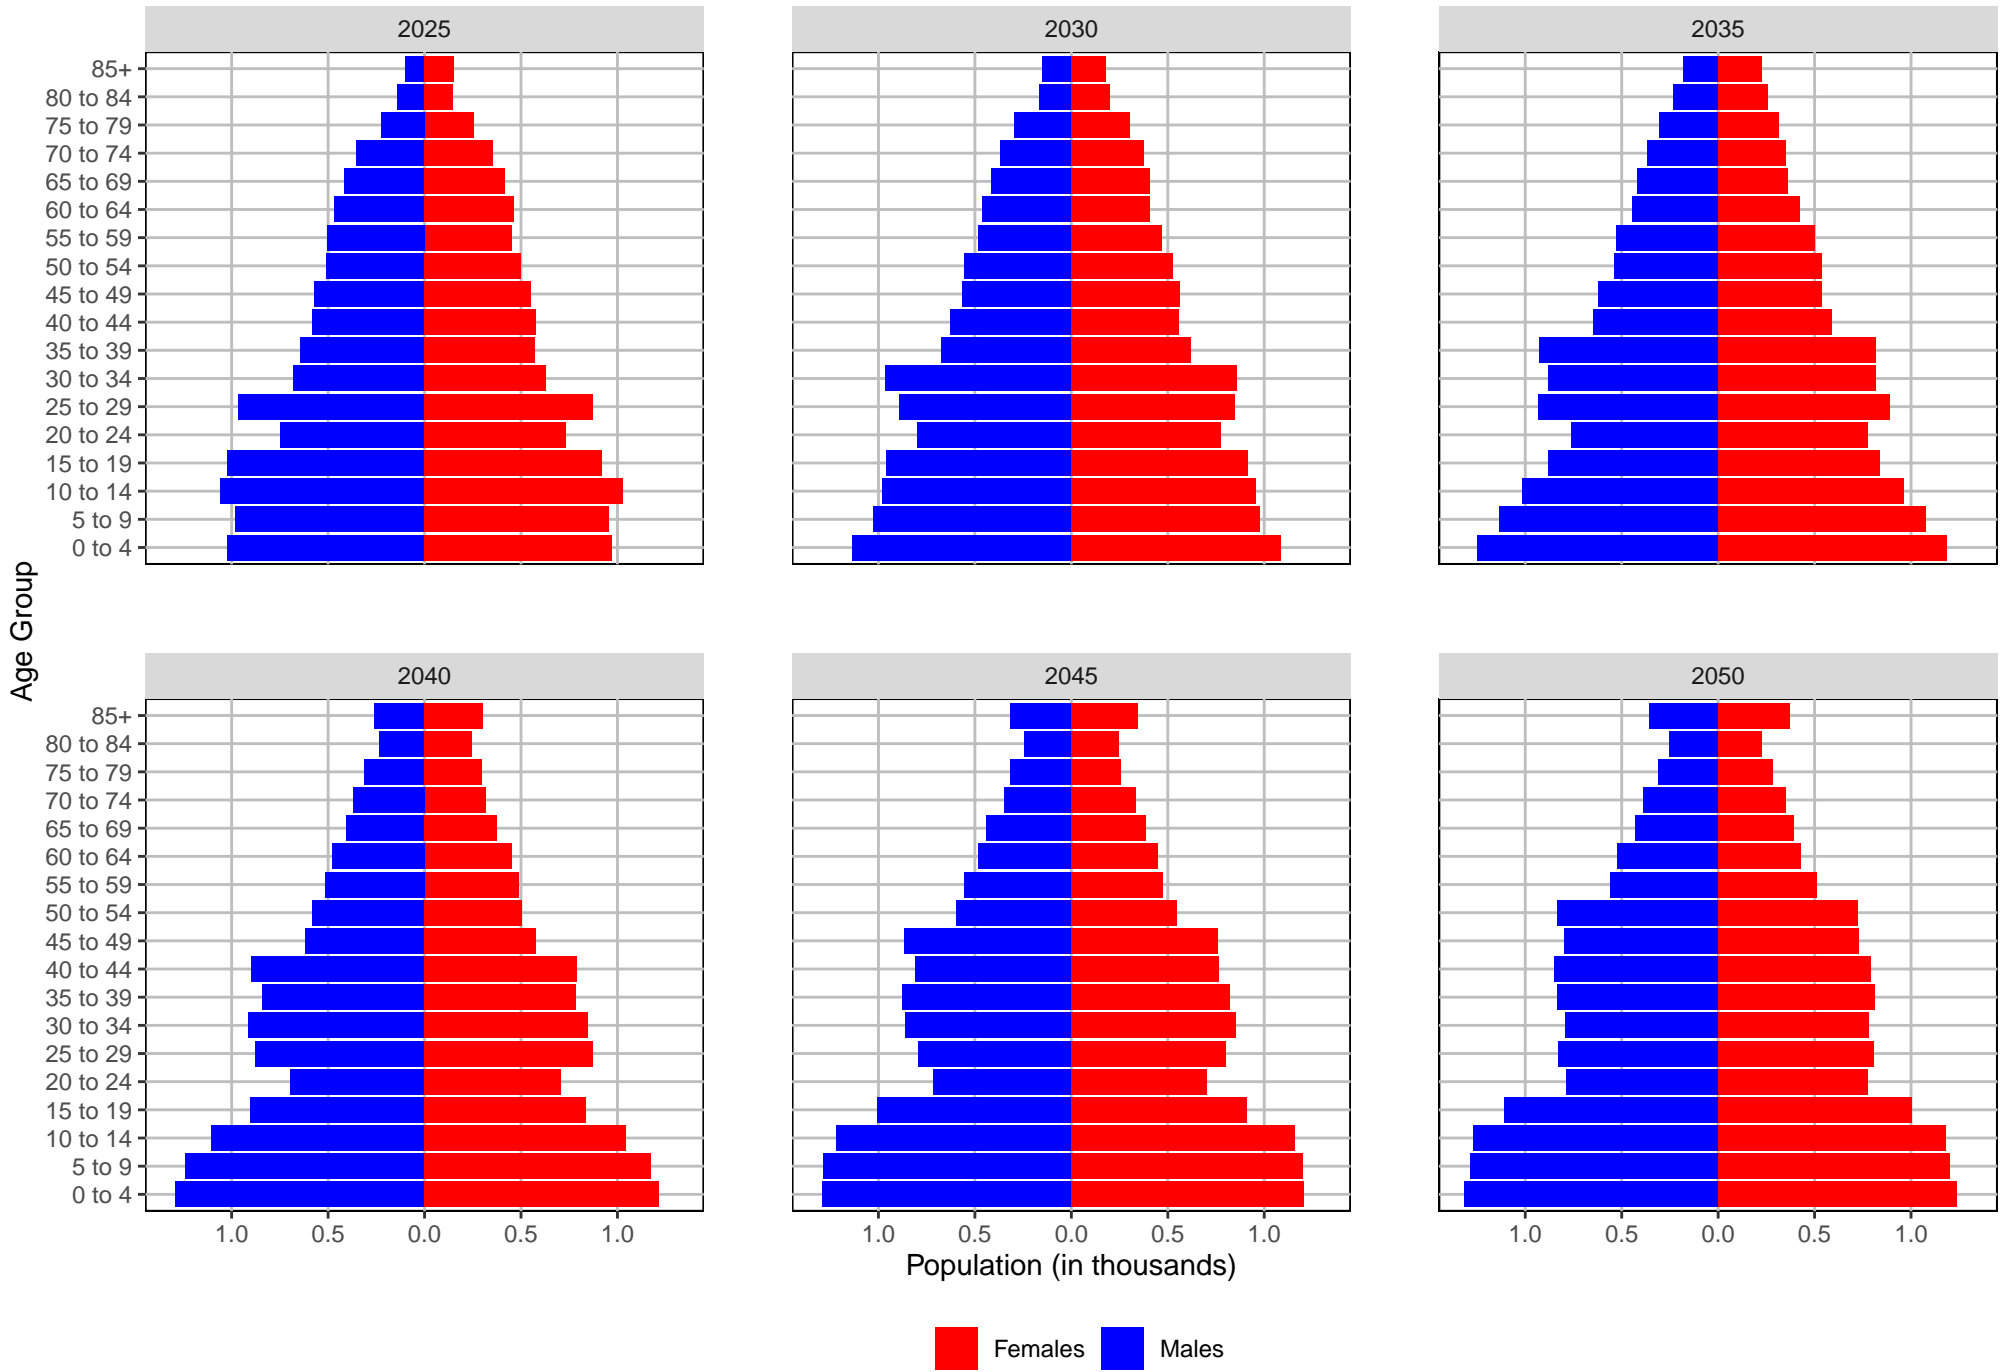 2025
2030
2035
85+
80 to 84
75 to 79
70 to 74
65 to 69
60 to 64
55 to 59
50 to 54
45 to 49
40 to 44
35 to 39
30 to 34
25 to 29
20 to 24
15 to 19
10 to 14
5 to 9
0 to 4
Age Group
2040
2045
2050
85+
80 to 84
75 to 79
70 to 74
65 to 69
60 to 64
55 to 59
50 to 54
45 to 49
40 to 44
35 to 39
30 to 34
25 to 29
20 to 24
15 to 19
10 to 14
5 to 9
0 to 4
1.0 0.5 0.0 0.5 1.0
1.0 0.5 0.0 0.5 1.0
1.0 0.5 0.0 0.5 1.0
Population (in thousands)
Females Males